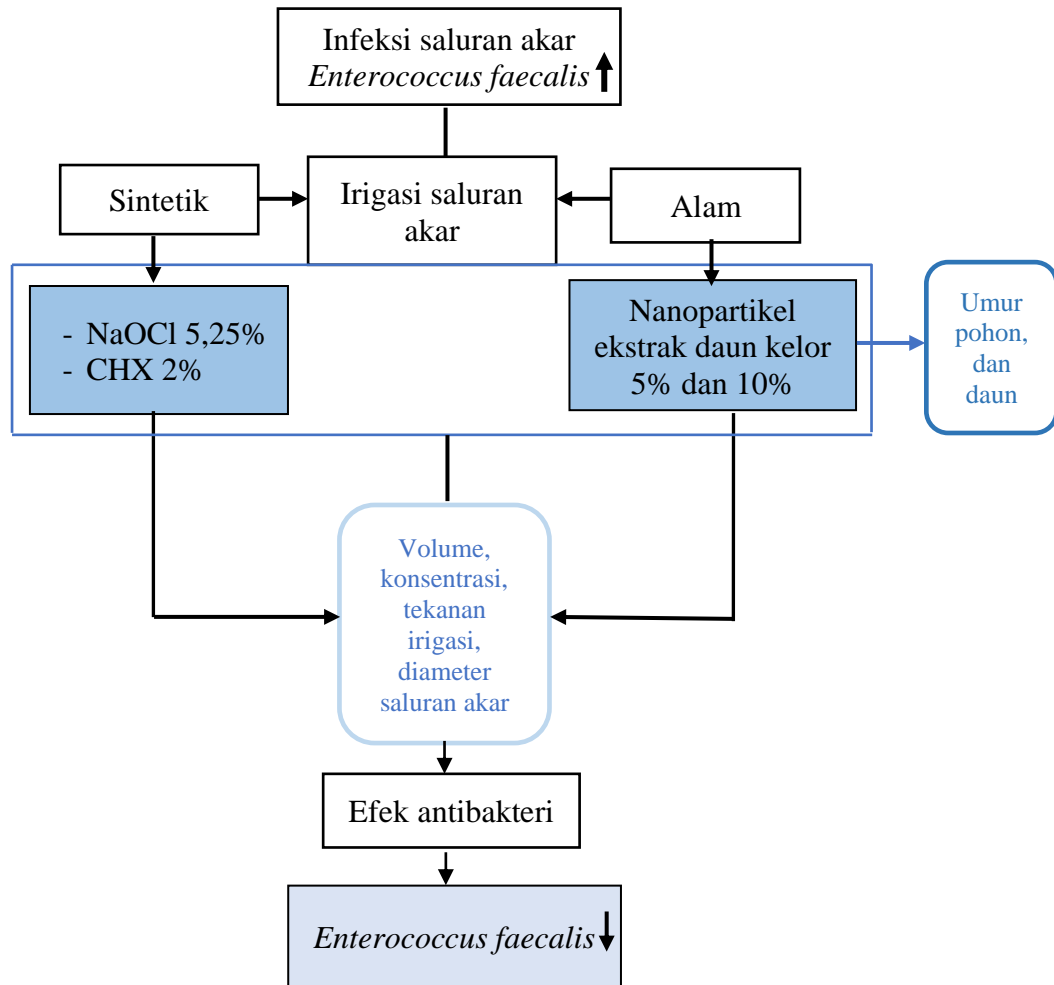 Infeksi saluran akar
Enterococcus faecalis
Sintetik
Irigasi saluran
akar
Alam
- NaOCl 5,25%
- CHX 2%
Nanopartikel
ekstrak daun kelor
5% dan 10%
Umur
pohon,
dan
daun
Volume,
konsentrasi,
tekanan
irigasi,
diameter
saluran akar
Efek antibakteri
Enterococcus faecalis